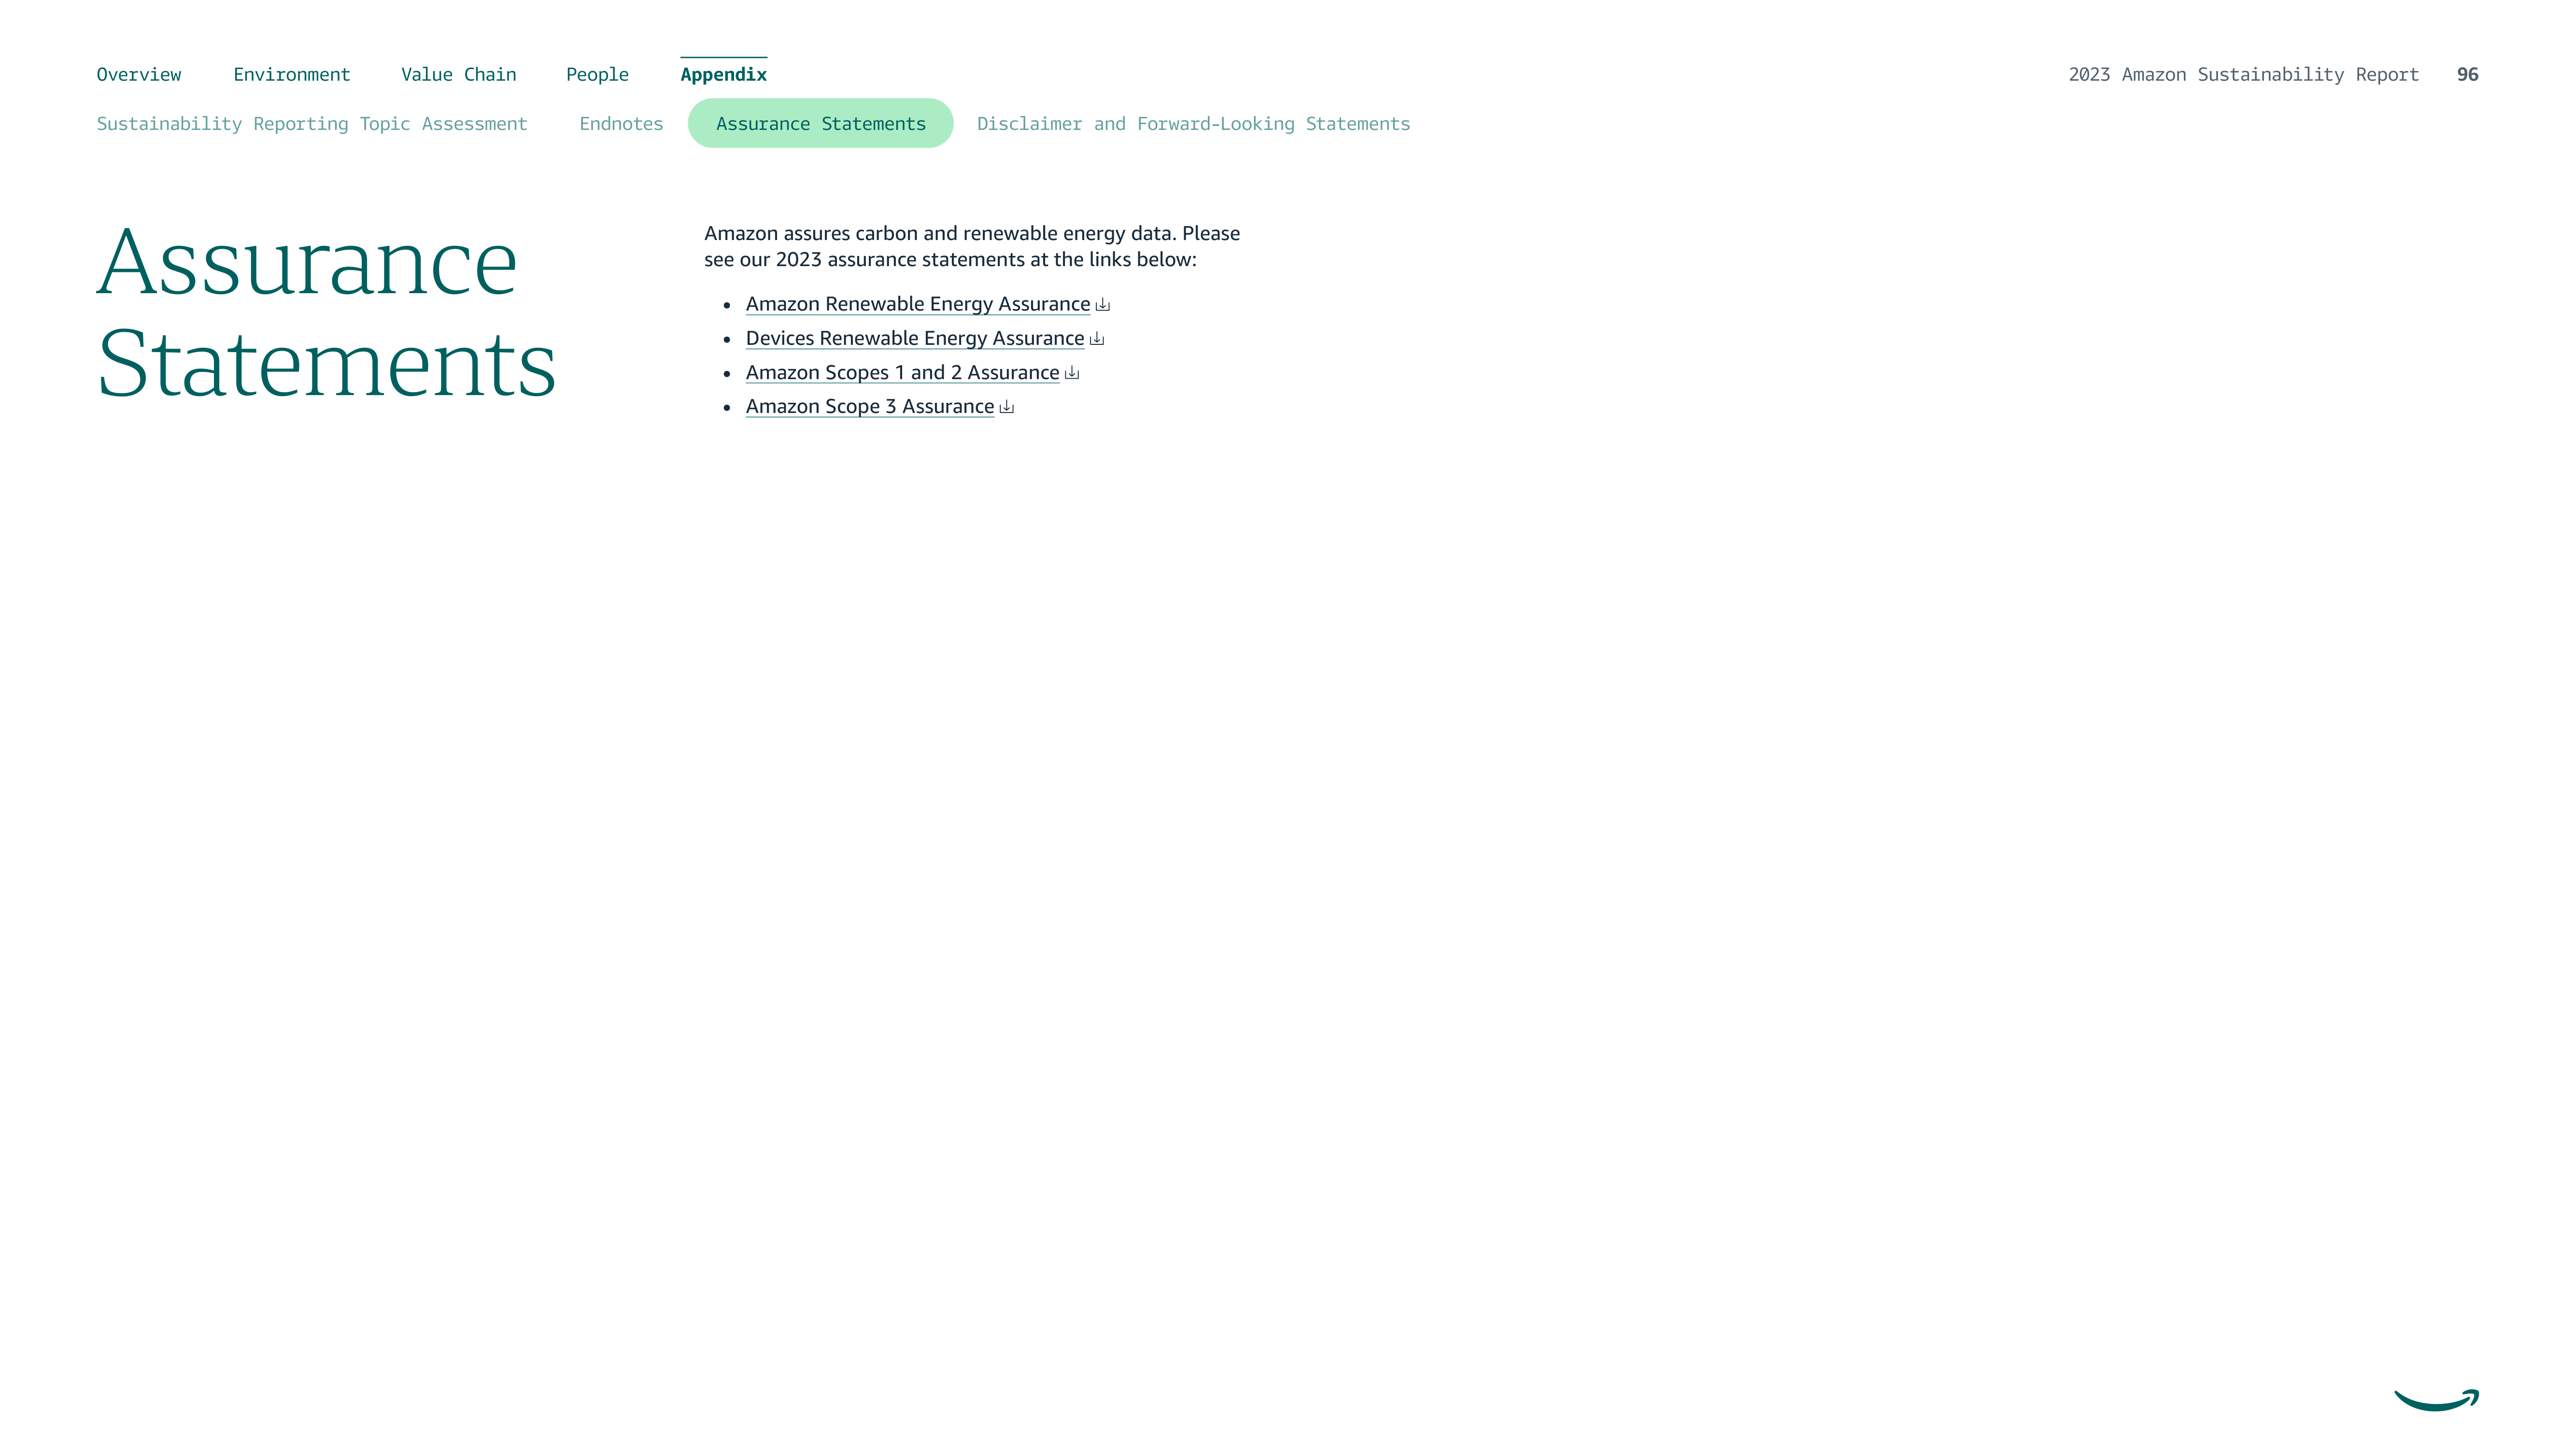 Overview Environment Value Chain People Appendix 2023 Amazon Sustainability Report 96
Sustainability Reporting Topic Assessment Endnotes Assurance Statements Disclaimer and Forward-Looking Statements
Assurance
Statements
Amazon assures carbon and renewable energy data. Please
see our 2023 assurance statements at the links below:
• Amazon Renewable Energy Assurance
• Devices Renewable Energy Assurance
• Amazon Scopes 1 and 2 Assurance
• Amazon Scope 3 Assurance